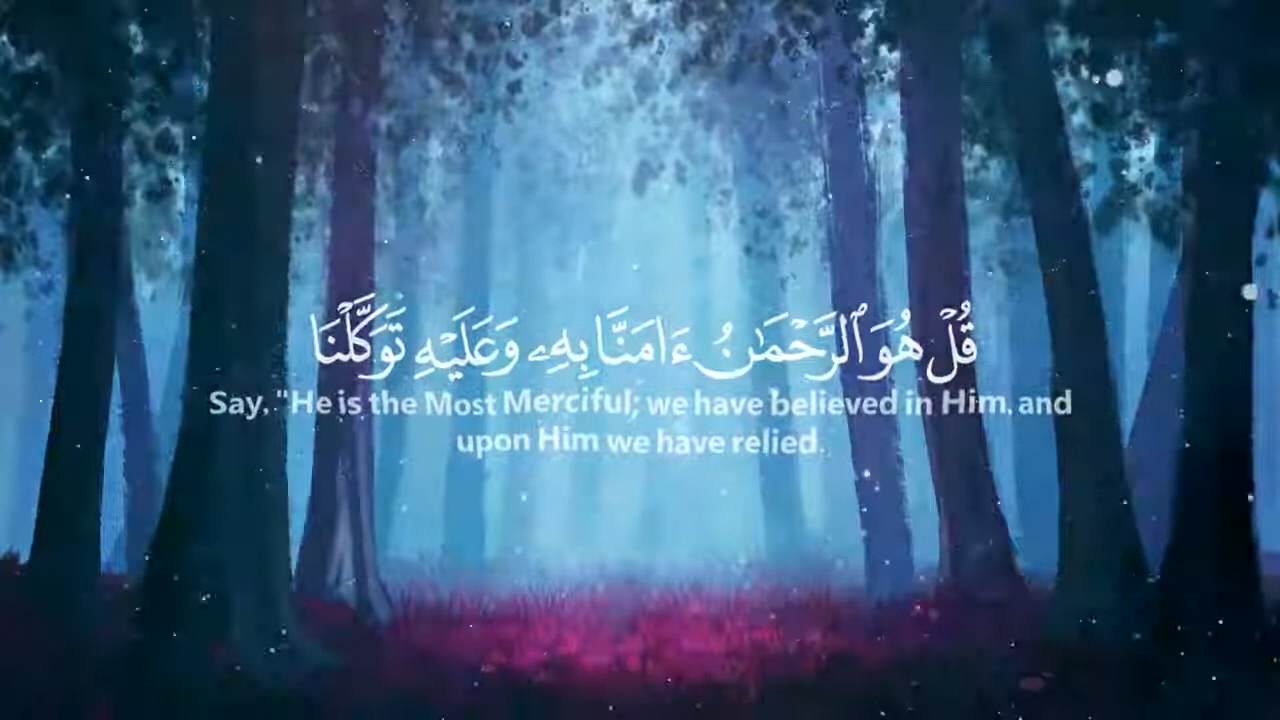 قُلْ هُوَ ٱلرَّحْمَـٰنُ ءَامَنَّا بِهِۦ وَعَلَيْهِ تَوَكَّلْنَا
Say, "He is the Most Merciful; we have believed in Him, and
upon Him we have relied.